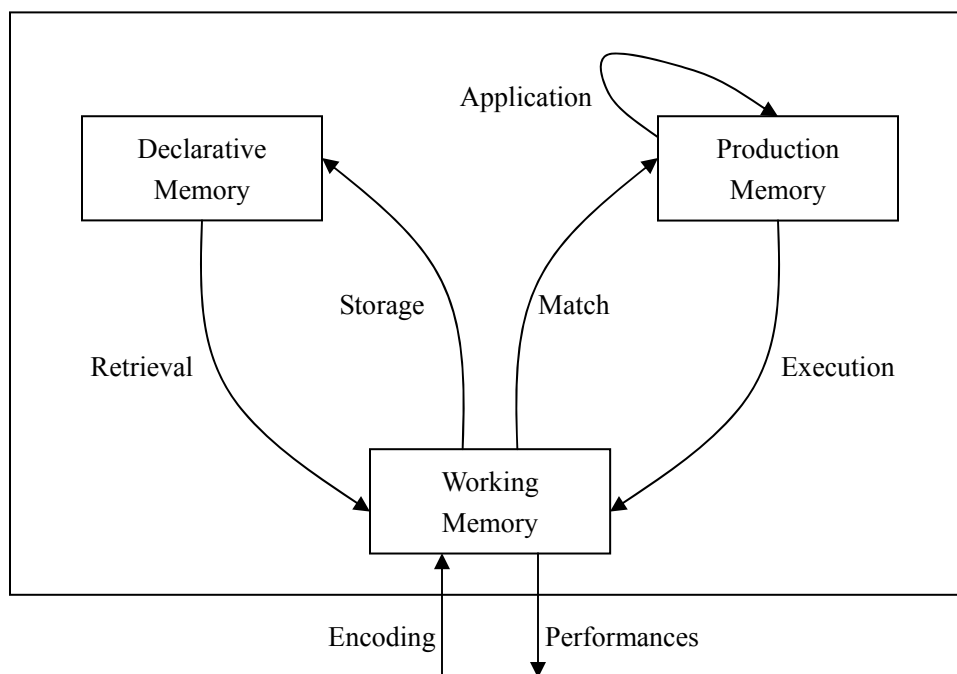 Application
Declarative
Memory
Production
Memory
Storage
Match
Retrieval
Execution
Working
Memory
Encoding
Performances